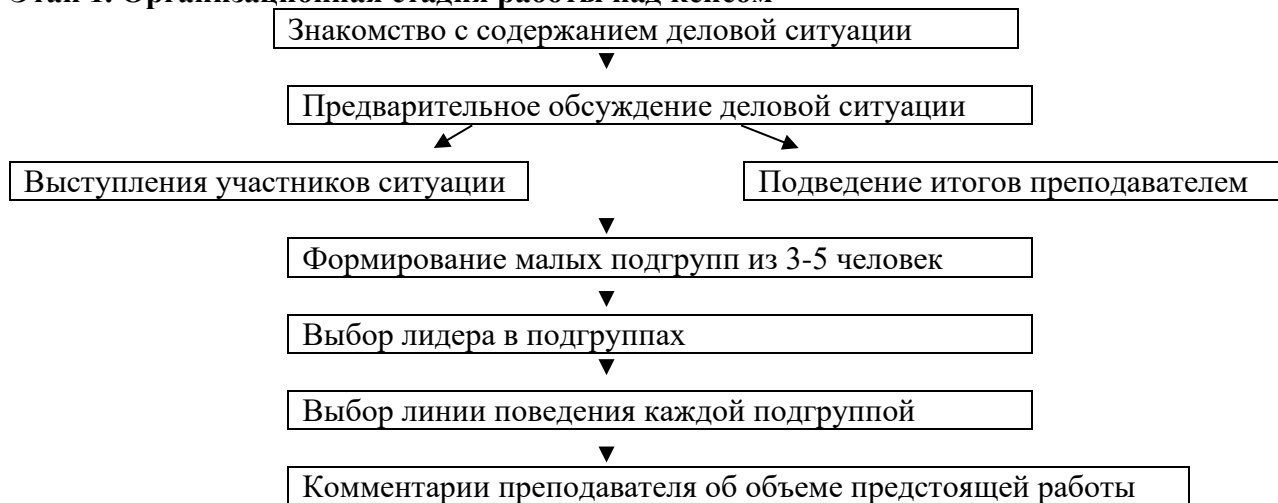 Этап 1. Организационная стадия работы над кейсом
Знакомство с содержанием деловой ситуации
Предварительное обсуждение деловой ситуации
Выступления участников ситуации
Подведение итогов преподавателем
Формирование малых подгрупп из 3-5 человек
Выбор лидера в подгруппах
Выбор линии поведения каждой подгруппой
Комментарии преподавателя об объеме предстоящей работы